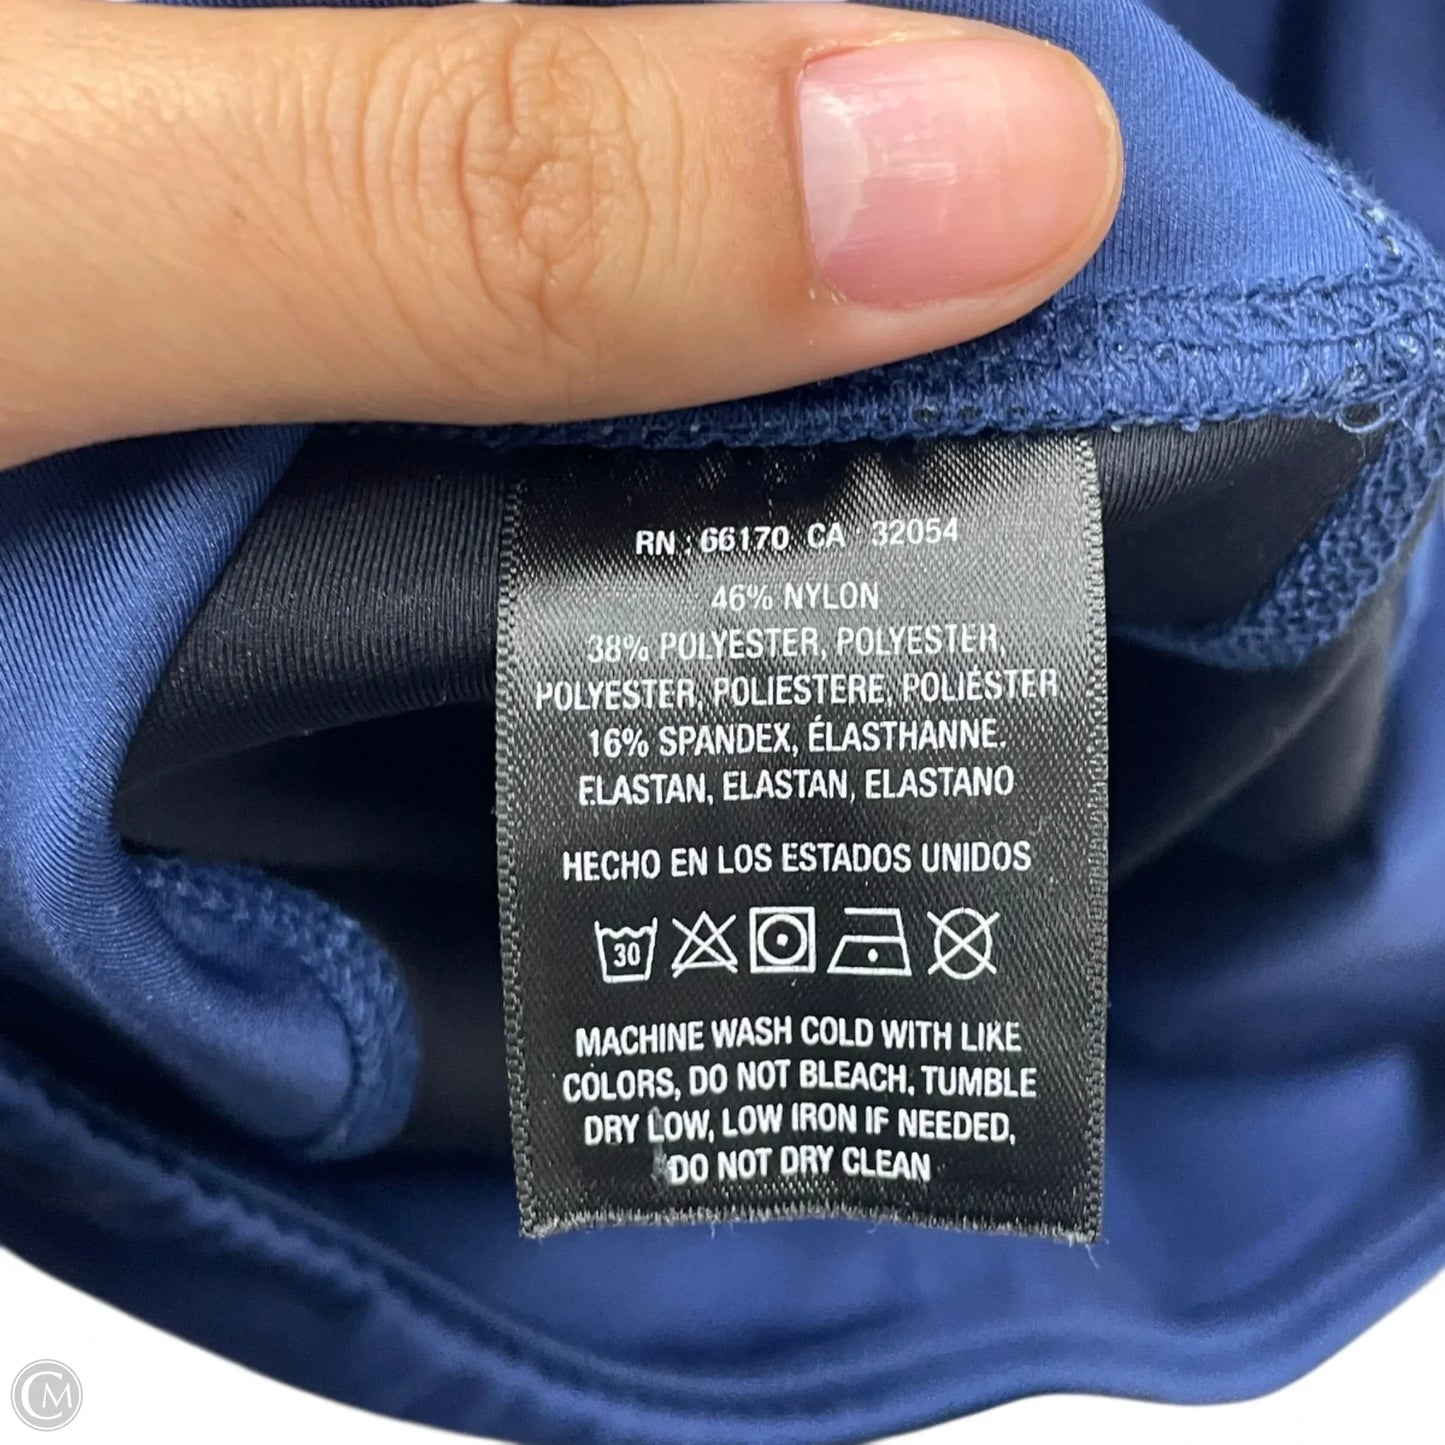 RN : 66170 CA 32054
46% NYLON
38% POLYESTER, POLYESTER,
POLYESTER, POLIESTERE, POLIÉSTER
16% SPANDEX, ÉLASTHANNE.
ELASTAN, ELASTAN, ELASTANO
HECHO EN LOS ESTADOS UNIDOS
30
MACHINE WASH COLD WITH LIKE
COLORS, DO NOT BLEACH, TUMBLE
DRY LOW, LOW IRON IF NEEDED,
DO NOT DRY CLEAN
CM